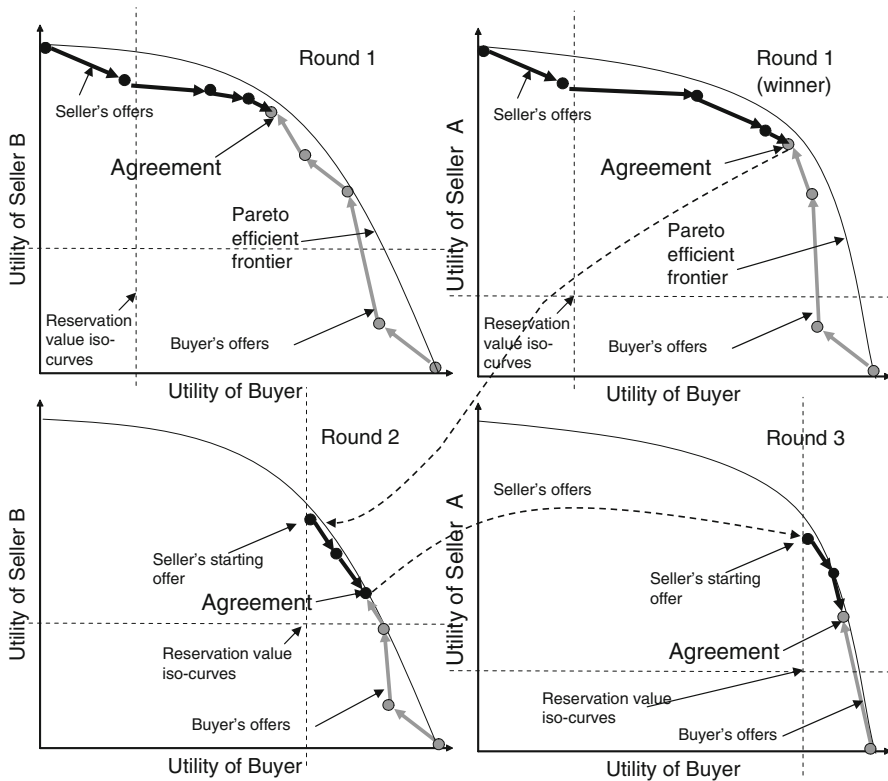 Round 1
Seller's offers
Agreement
Pareto
efficient
frontier
Reservation
value iso-
curves
Buyer's offers
Utility of Seller B
Utility of Buyer
Round 1
(winner)
Seller's offers
Agreement
Pareto
efficient
frontier
Reservation
value iso-
curves
Buyer's offers
Utility of Seller A
Utility of Buyer
Round 2
Seller's starting
offer
Agreement
Reservation value
iso-curves
Buyer's offers
Utility of Seller B
Utility of Buyer
Round 3
Seller's offers
Seller's starting
offer
Agreement
Reservation value
iso-curves
Buyer's offers
Utility of Seller A
Utility of Buyer